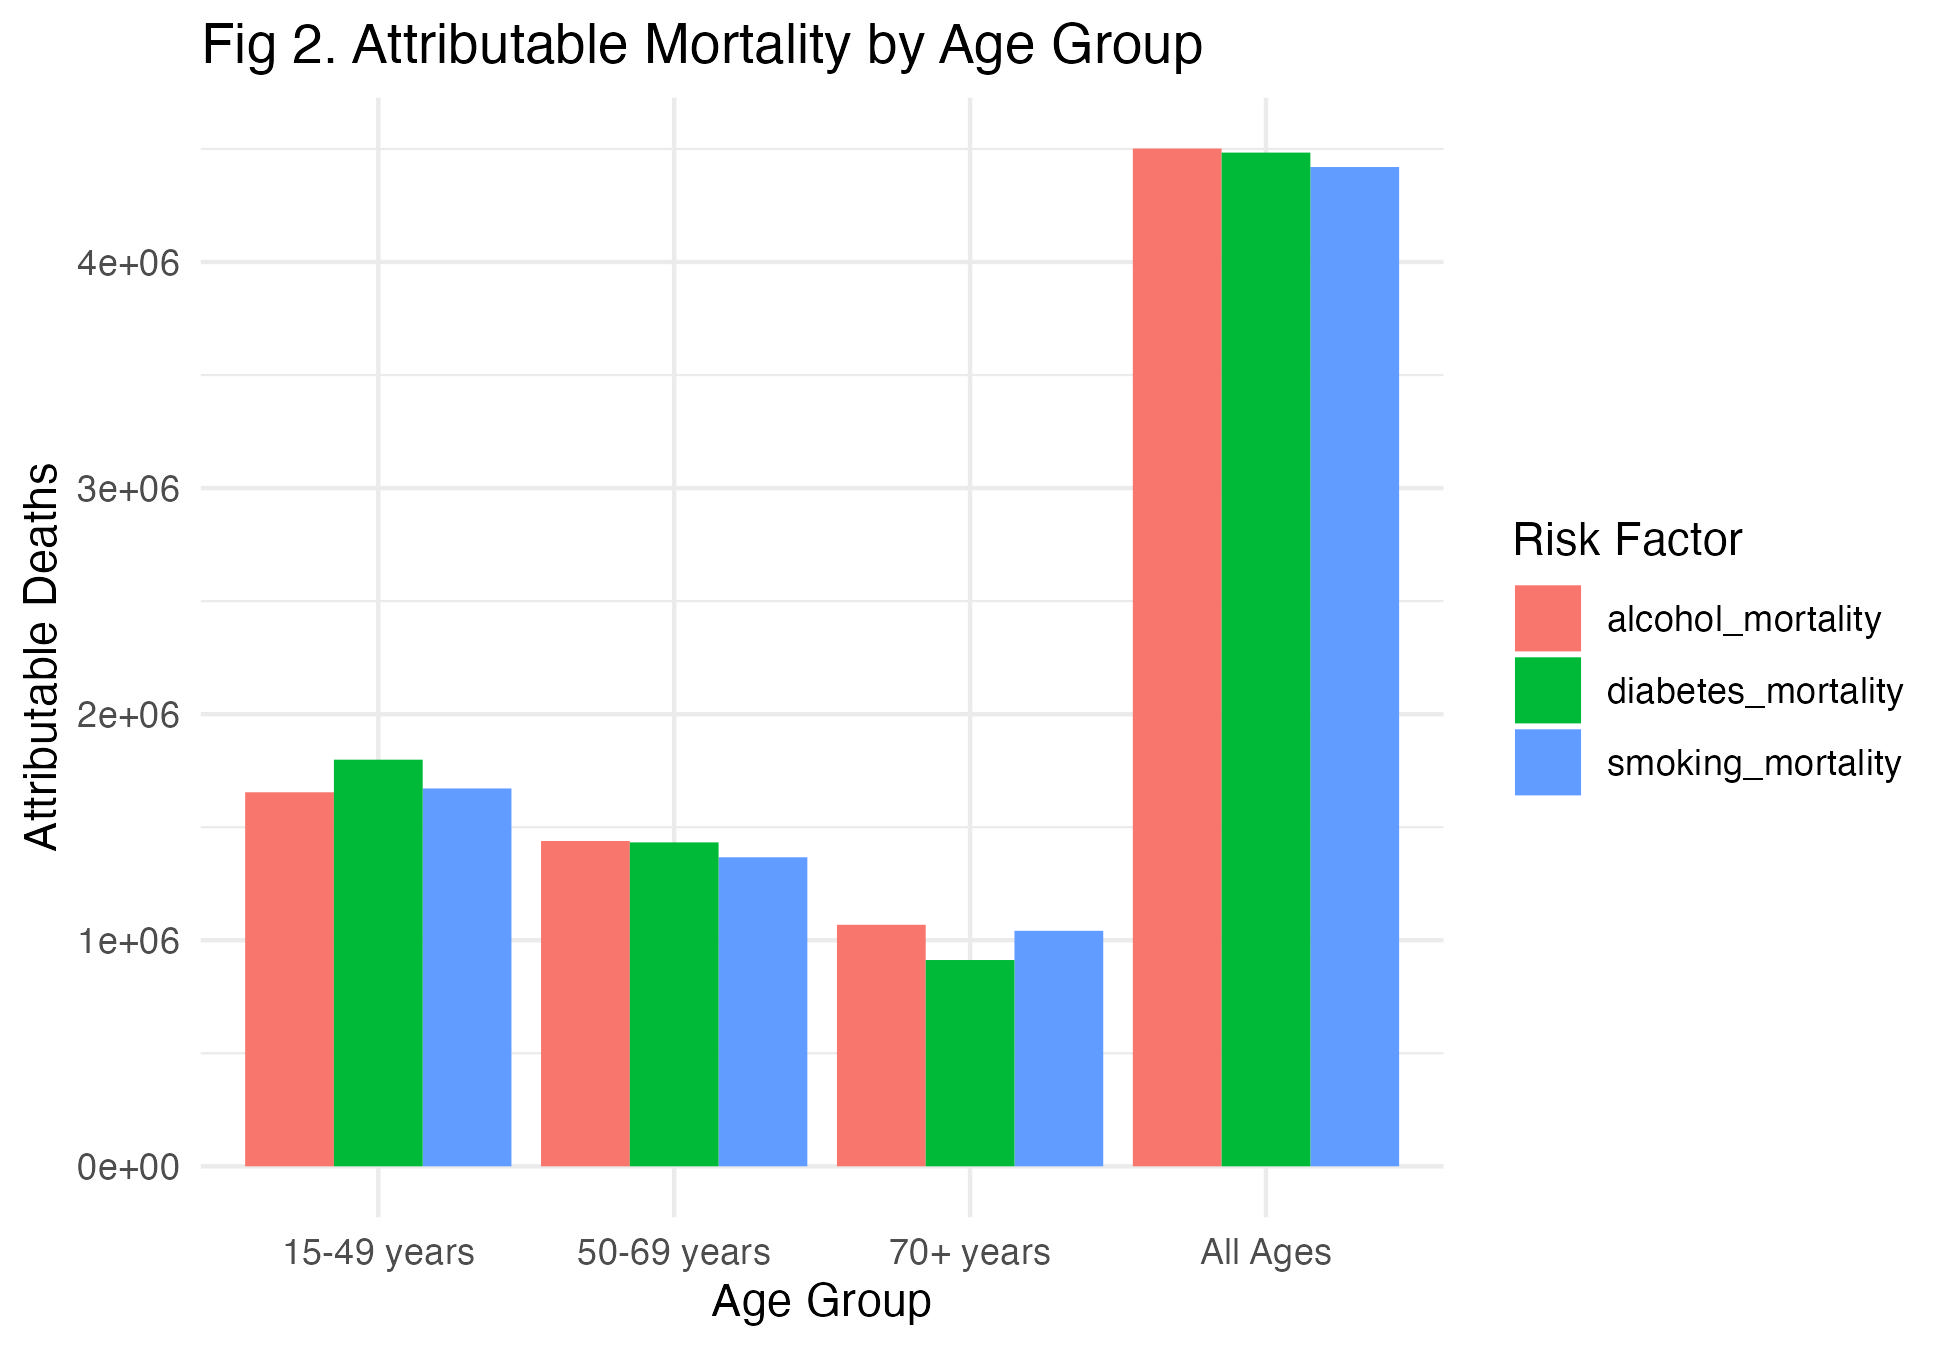 Fig 2. Attributable Mortality by Age Group
Attributable Deaths
4e+06
3e+06
2e+06
1e+06
0e+00
15-49 years
50-69 years
70+ years
All Ages
Age Group
Risk Factor
alcohol_mortality
diabetes_mortality
smoking_mortality